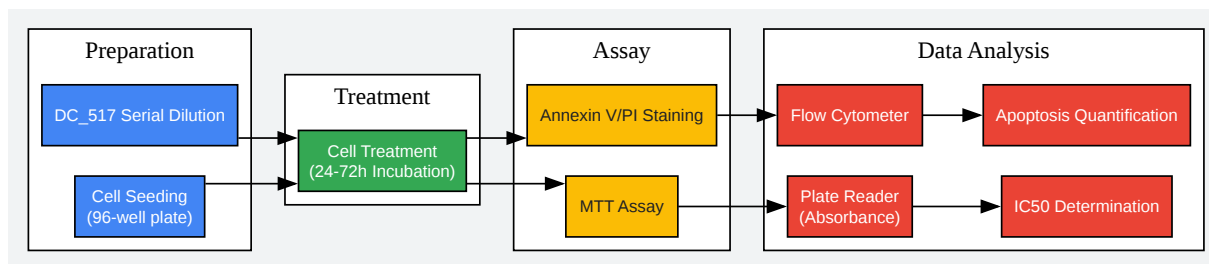 Preparation
DC_517 Serial Dilution
Cell Seeding
(96-well plate)
Treatment
Cell Treatment
(24-72h Incubation)
Assay
Annexin V/PI Staining
MTT Assay
Data Analysis
Flow Cytometer
Apoptosis Quantification
Plate Reader
(Absorbance)
IC50 Determination